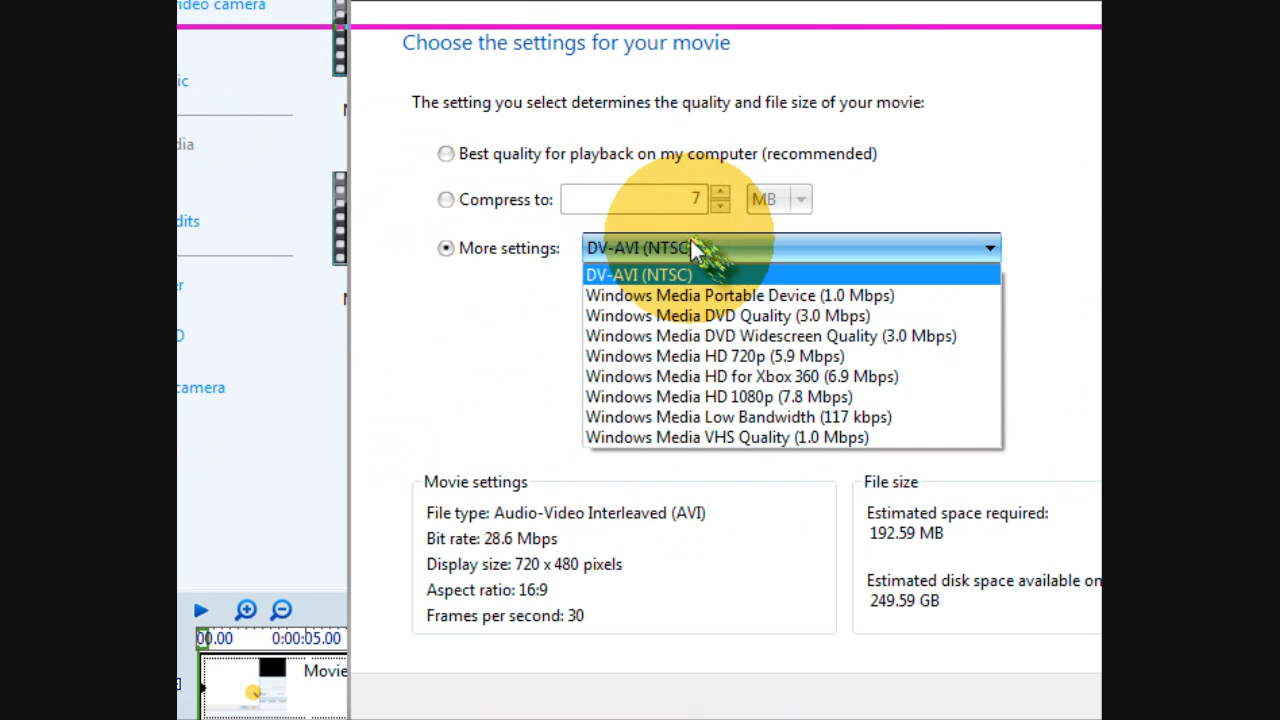 video camera
ic
dia
dits
er
D
camera
Choose the settings for your movie
The setting you select determines the quality and file size of your movie:
Best quality for playback on my computer (recommended)
Compress to: 7 MB
More settings: DV-AVI (NTSC)
DV-AVI (NTSC)
Windows Media Portable Device (1.0 Mbps)
Windows Media DVD Quality (3.0 Mbps)
Windows Media DVD Widescreen Quality (3.0 Mbps)
Windows Media HD 720p (5.9 Mbps)
Windows Media HD for Xbox 360 (6.9 Mbps)
Windows Media HD 1080p (7.8 Mbps)
Windows Media Low Bandwidth (117 kbps)
Windows Media VHS Quality (1.0 Mbps)
Movie settings
File type: Audio-Video Interleaved (AVI)
Bit rate: 28.6 Mbps
Display size: 720 x 480 pixels
Aspect ratio: 16:9
Frames per second: 30
File size
Estimated space required:
192.59 MB
Estimated disk space available on
249.59 GB
00.00 0:00:05.00
Movie